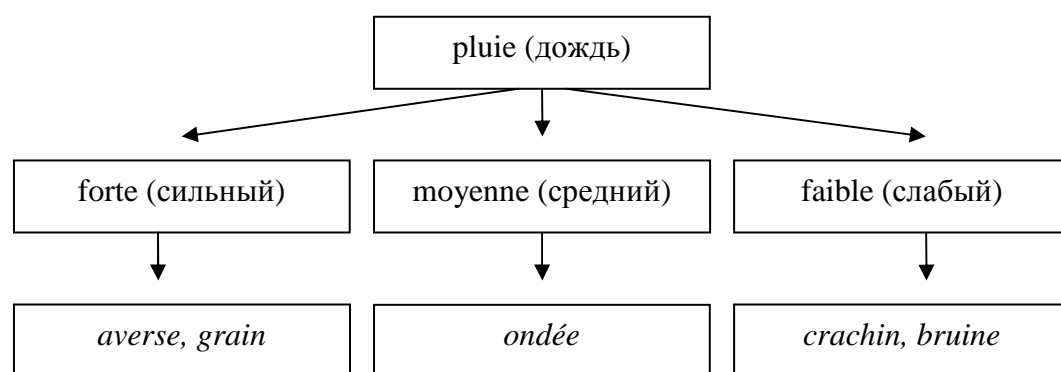 pluie (дождь)
forte (сильный)
moyenne (средний)
faible (слабый)
averse, grain
ondée
crachin, bruine